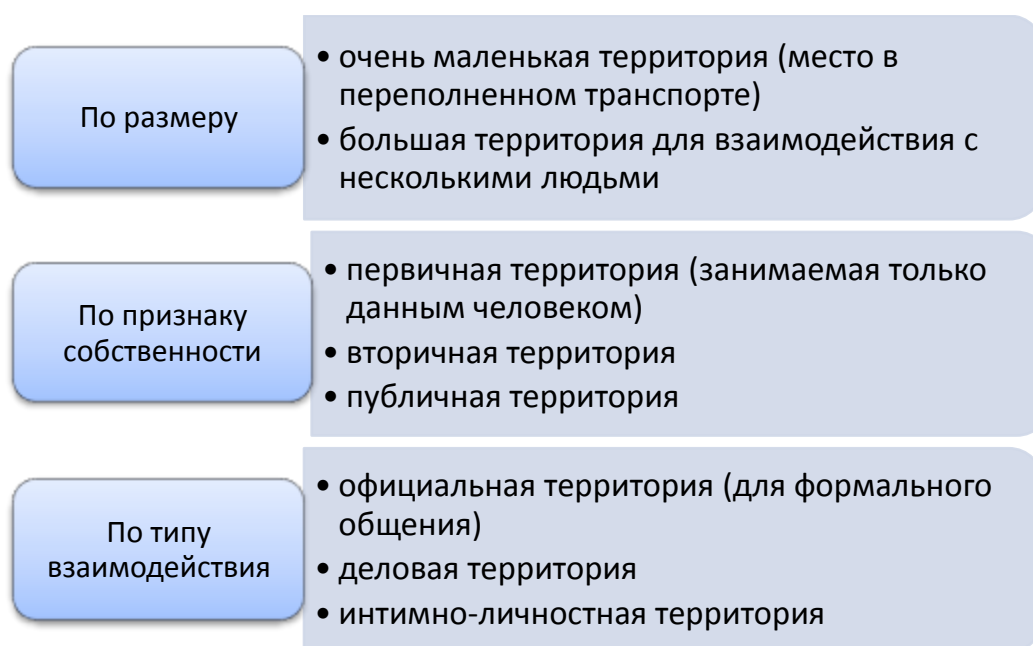 По размеру
• очень маленькая территория (место в
переполненном транспорте)
• большая территория для взаимодействия с
несколькими людьми
По признаку
собственности
• первичная территория (занимаемая только
данным человеком)
• вторичная территория
• публичная территория
По типу
взаимодействия
• официальная территория (для формального
общения)
• деловая территория
• интимно-личностная территория